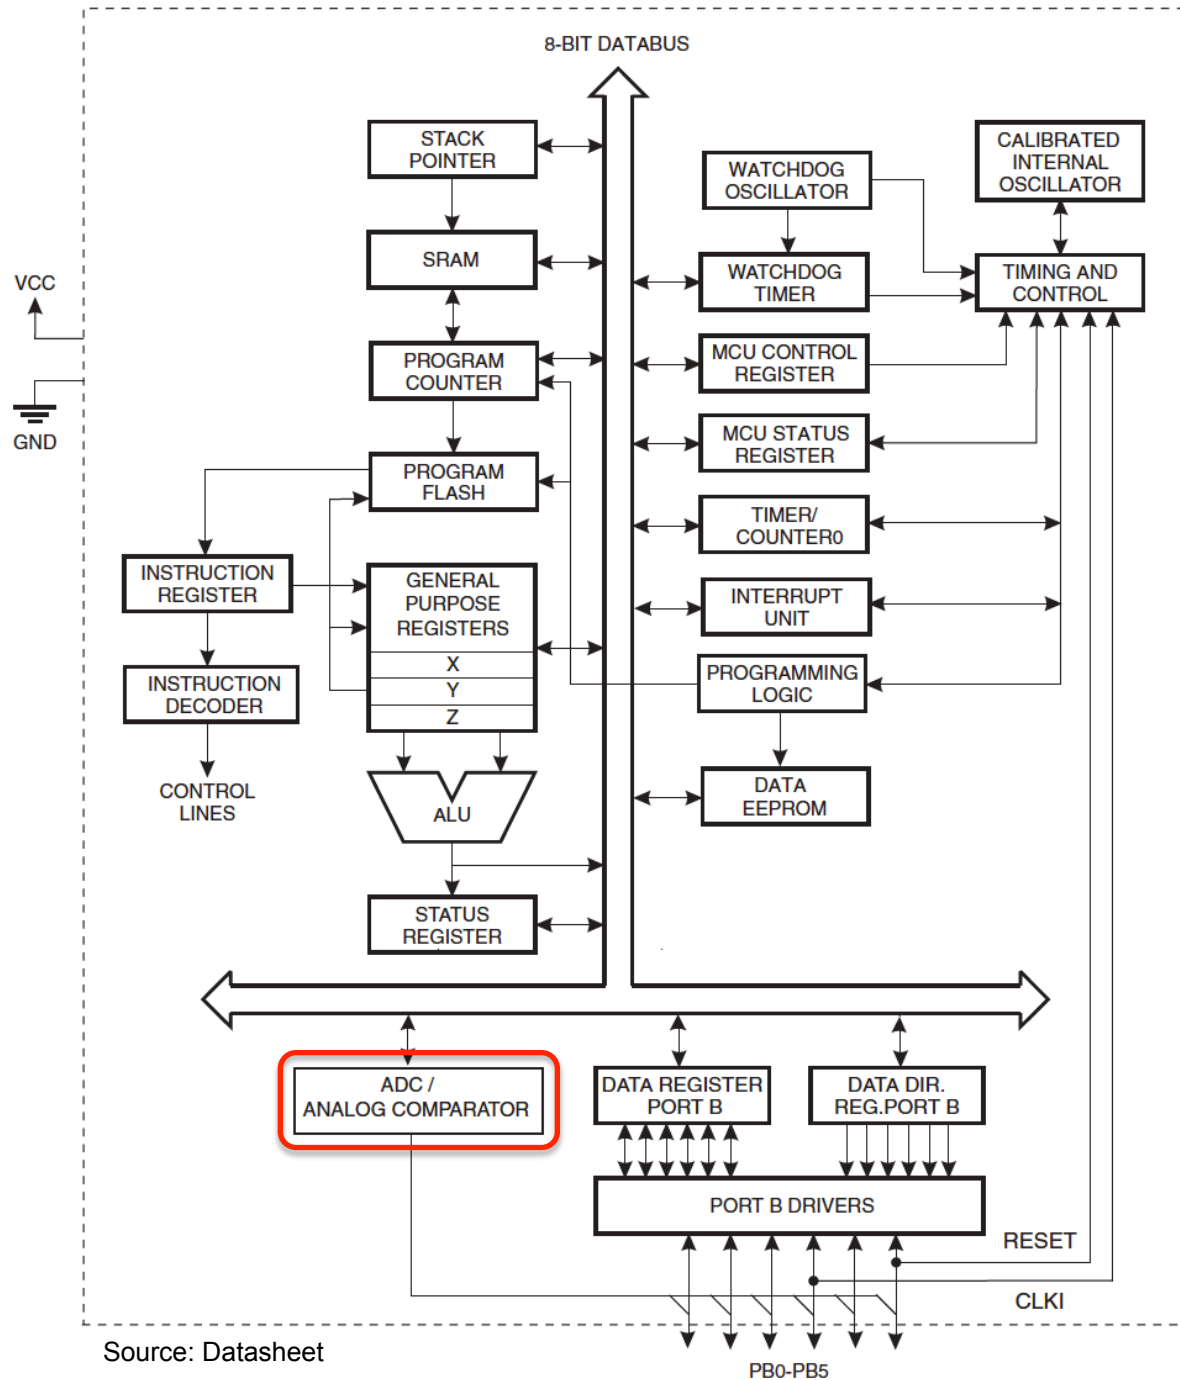 8-BIT DATABUS
STACK
POINTER
SRAM
PROGRAM
COUNTER
PROGRAM
FLASH
INSTRUCTION
REGISTER
GENERAL
PURPOSE
REGISTERS
X
Y
Z
INSTRUCTION
DECODER
CONTROL
LINES
ALU
STATUS
REGISTER
VCC
GND
WATCHDOG
OSCILLATOR
CALIBRATED
INTERNAL
OSCILLATOR
WATCHDOG
TIMER
TIMING AND
CONTROL
MCU CONTROL
REGISTER
MCU STATUS
REGISTER
TIMER/
COUNTER0
INTERRUPT
UNIT
PROGRAMMING
LOGIC
DATA
EEPROM
ADC /
ANALOG COMPARATOR
DATA REGISTER
PORT B
DATA DIR.
REG.PORT B
PORT B DRIVERS
RESET
CLKI
Source: Datasheet
PB0-PB5